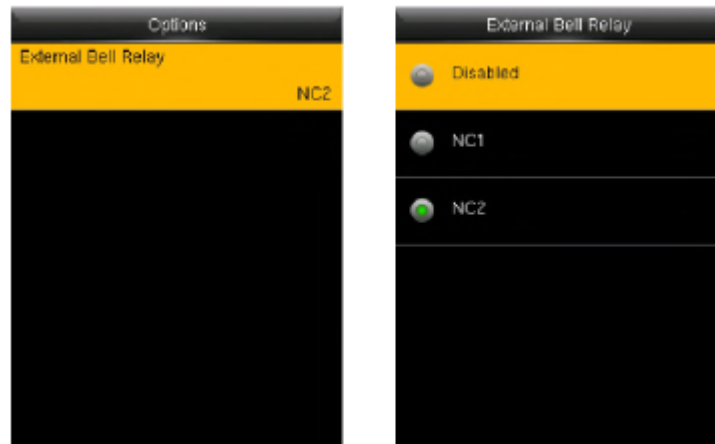 Options
External Bell Relay
NC2
External Bell Relay
Disabled
NC1
NC2